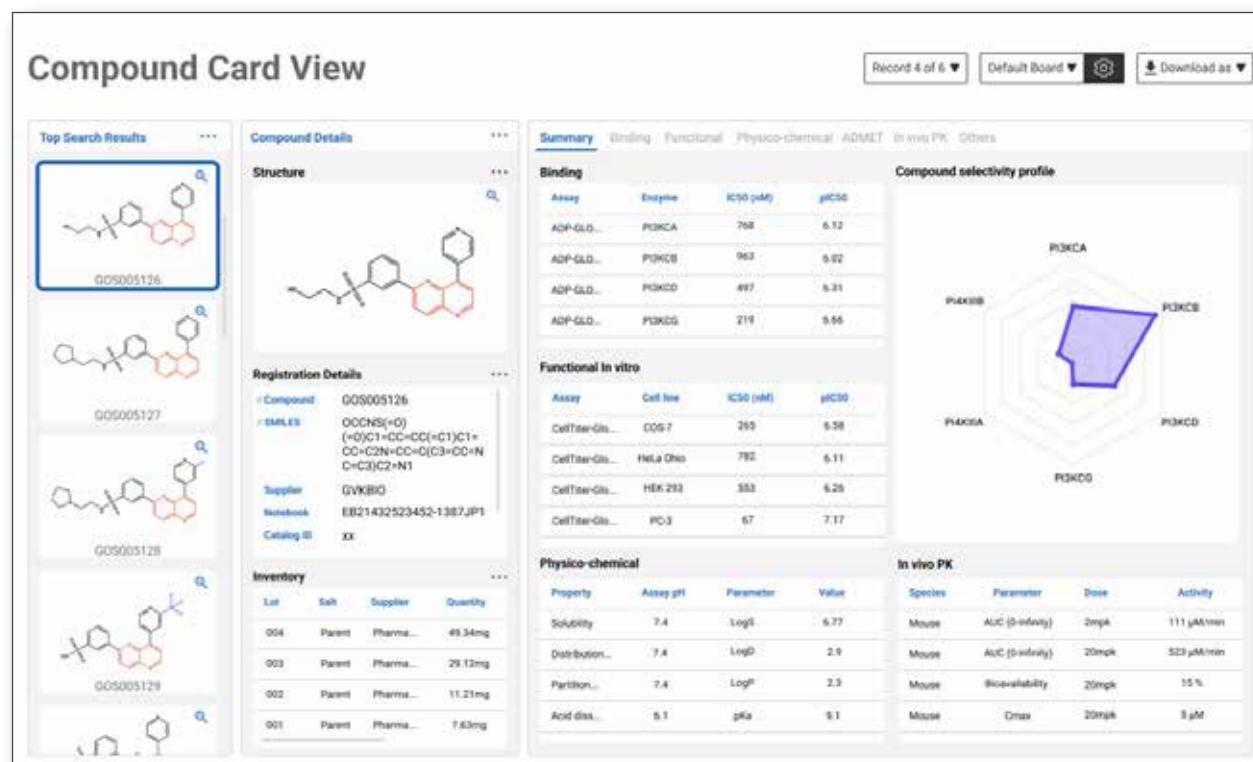 Compound Card View
Record 4 of 6 ▼
Default Board ▼
Download as ▼
Top Search Results ...
GOS005126
GOS005127
GOS005128
GOS005129
Compound Details ...
Structure ...
Registration Details ...
Compound GOS005126
SMILES OCCNS(=O)
(=O)C1=CC=CC(=C1)C1=
CC=C2N=CC=C(C3=CC=N
C=C3)C2=N1
Supplier GVKBIO
Notebook EB21432523452-1387JP1
Catalog ID xx
Inventory ...
Lot Salt Supplier Quantity
004 Parent Pharma... 49.34mg
003 Parent Pharma... 29.12mg
002 Parent Pharma... 11.21mg
001 Parent Pharma... 7.63mg
Summary Binding Functional Physico-chemical ADMET In vivo PK Others
Binding
Assay Enzyme IC50 (nM) pIC50
ADP-GLO... PI3KCA 768 6.12
ADP-GLO... PI3KCB 963 6.02
ADP-GLO... PI3KCD 497 6.31
ADP-GLO... PI3KCG 219 6.66
Functional In vitro
Assay Cell line IC50 (nM) pIC50
CellTiter-Glo... COS-7 265 6.58
CellTiter-Glo... HeLa Ohio 782 6.11
CellTiter-Glo... HEK 293 553 6.26
CellTiter-Glo... PC-3 67 7.17
Compound selectivity profile
PI3KCA
PI4KIIIB
PI3KCB
PI4KIIIA
PI3KCD
PI3KCG
Physico-chemical
Property Assay pH Parameter Value
Solubility 7.4 LogS 6.77
Distribution... 7.4 LogD 2.9
Partition... 7.4 LogP 2.3
Acid diss... 6.1 pKa 9.1
In vivo PK
Species Parameter Dose Activity
Mouse AUC (0-infinity) 2mpk 111 µM/min
Mouse AUC (0-infinity) 20mpk 523 µM/min
Mouse Bioavailability 20mpk 15 %
Mouse Cmax 20mpk 5 µM